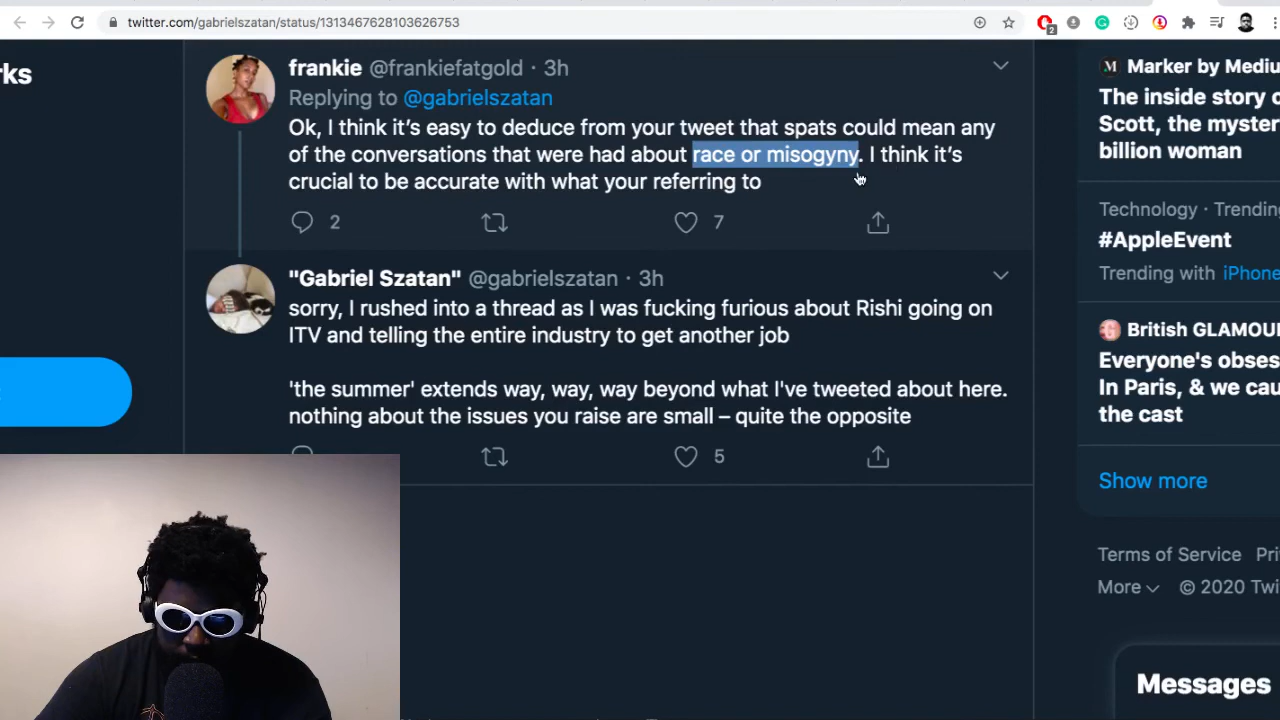 twitter.com/gabrielszatan/status/1313467628103626753
2
rks
frankie @frankiefatgold · 3h
Replying to @gabrielszatan
Ok, I think it's easy to deduce from your tweet that spats could mean any
of the conversations that were had about race or misogyny. I think it's
crucial to be accurate with what your referring to
2
7
"Gabriel Szatan" @gabrielszatan · 3h
sorry, I rushed into a thread as I was fucking furious about Rishi going on
ITV and telling the entire industry to get another job
'the summer' extends way, way, way beyond what I've tweeted about here.
nothing about the issues you raise are small – quite the opposite
5
M Marker by Mediu
The inside story o
Scott, the myster
billion woman
Technology · Trending
#AppleEvent
Trending with iPhone
British GLAMOU
Everyone's obses
In Paris, & we cau
the cast
Show more
Terms of Service Pri
More © 2020 Twi
Messages